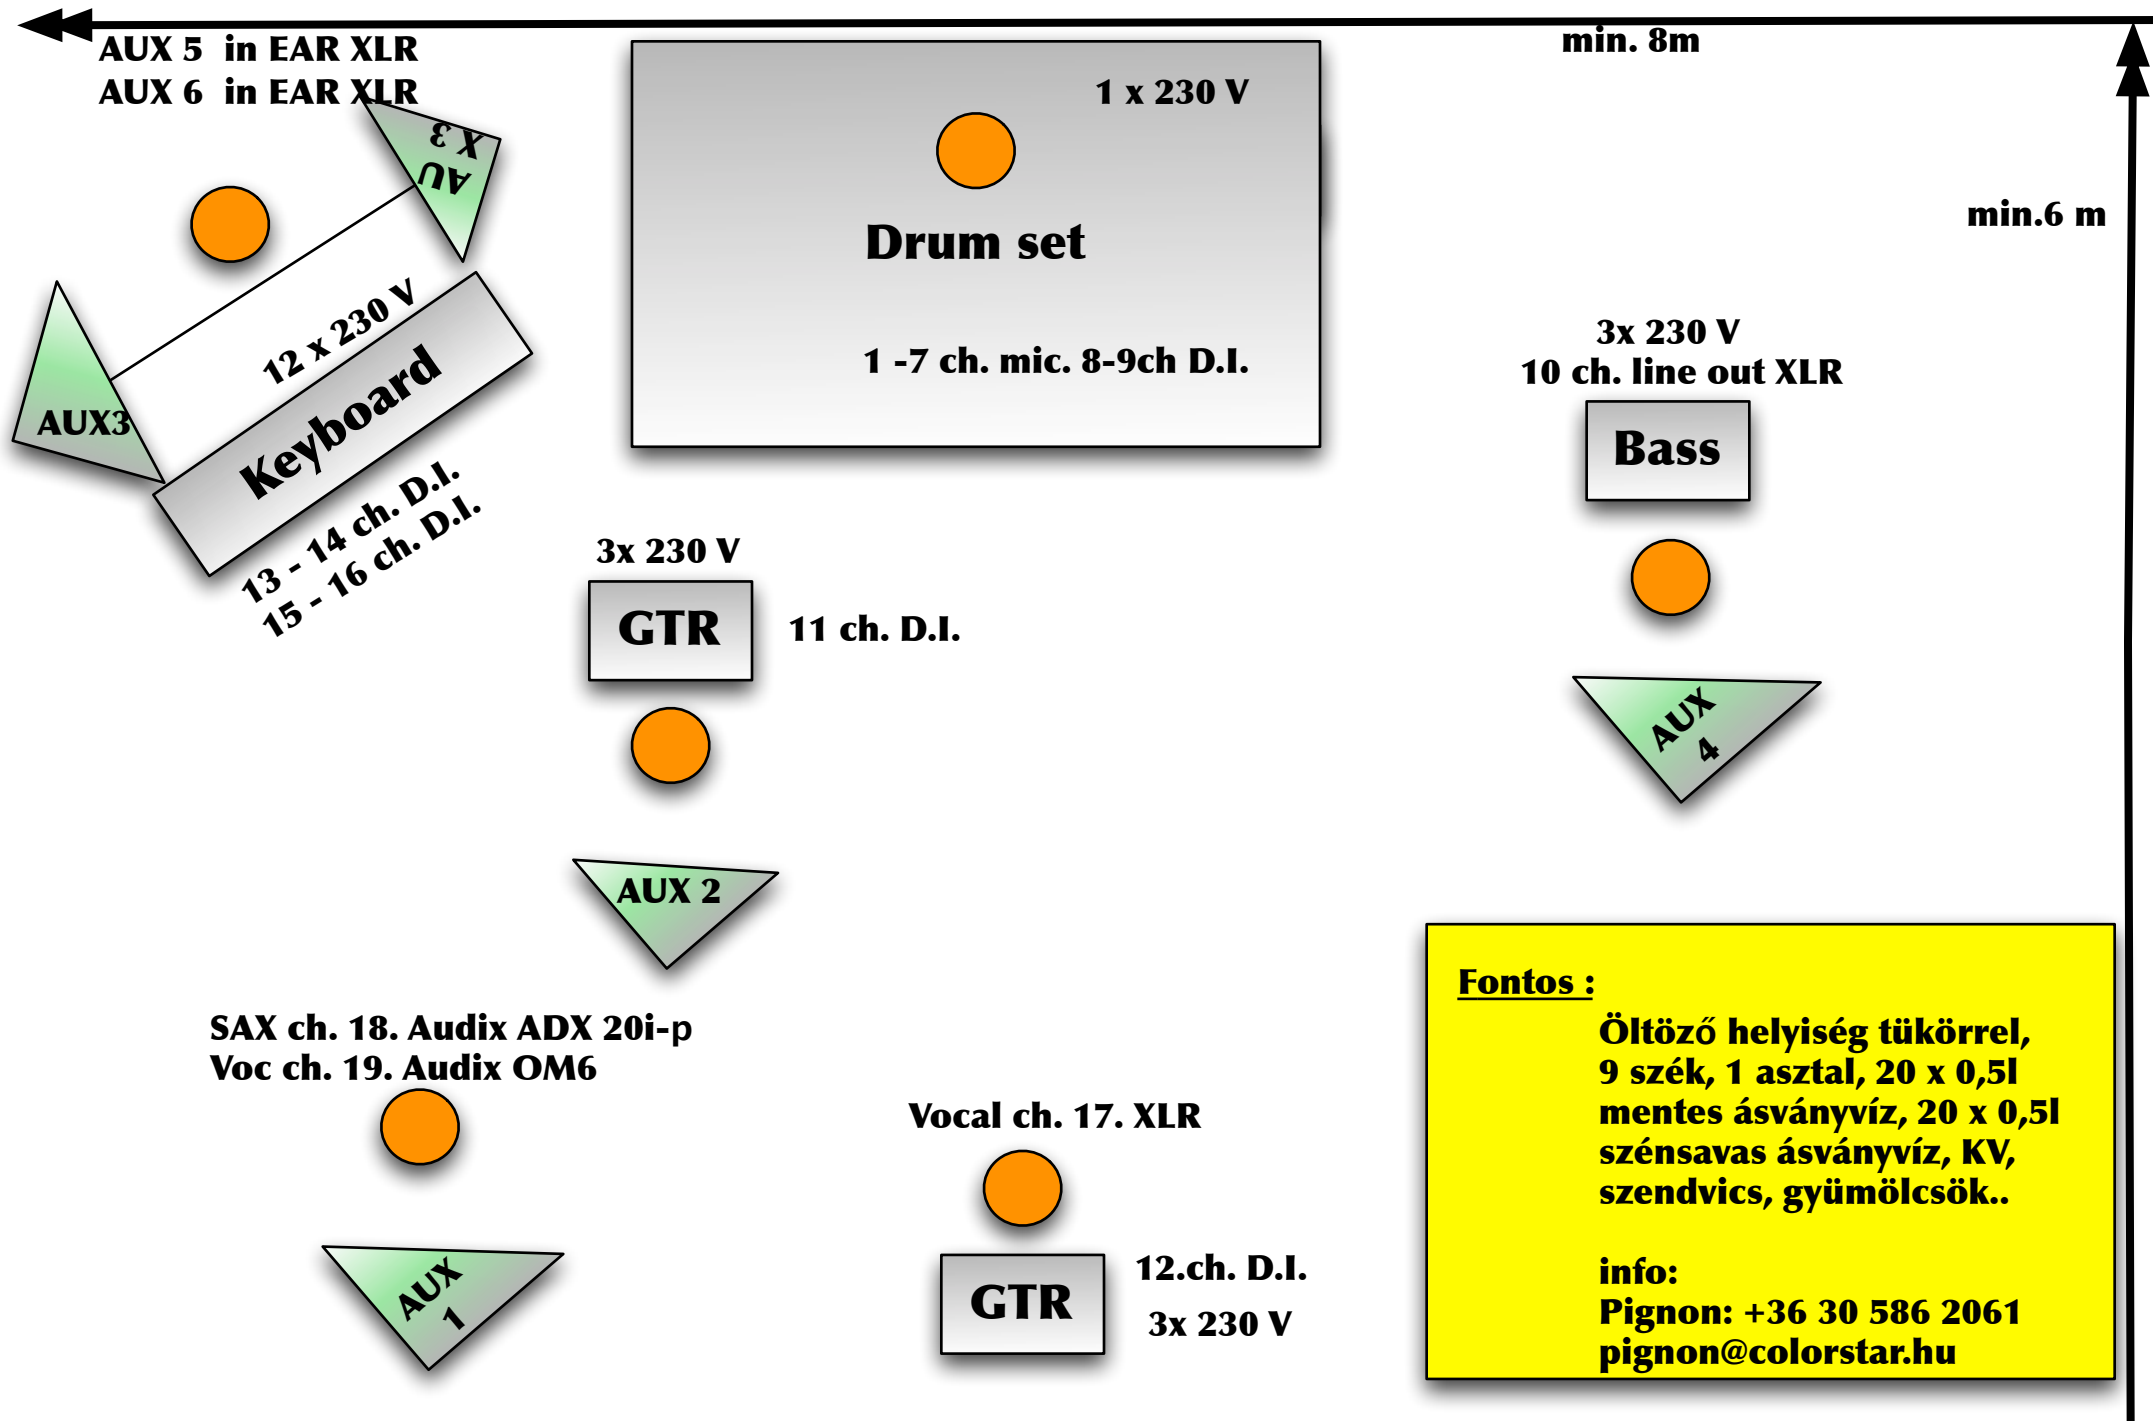 AUX 5  in EAR XLR
AUX 6  in EAR XLR
min. 8m
1 x 230 V
AU
X 3
min.6 m
Drum set
1 -7 ch. mic. 8-9ch D.I.
12 x 230 V
AUX3
Keyboard
13 - 14 ch. D.I.
15 - 16 ch. D.I.
3x 230 V
10 ch. line out XLR
Bass
3x 230 V
GTR
11 ch. D.I.
AUX
4
AUX 2
SAX ch. 18. Audix ADX 20i-p
Voc ch. 19. Audix OM6
Vocal ch. 17. XLR
AUX
1
GTR
12.ch. D.I.
3x 230 V
Fontos :
Öltöző helyiség tükörrel,
9 szék, 1 asztal, 20 x 0,5l
mentes ásványvíz, 20 x 0,5l
szénsavas ásványvíz, KV,
szendvics, gyümölcsök..
info:
Pignon: +36 30 586 2061
pignon@colorstar.hu